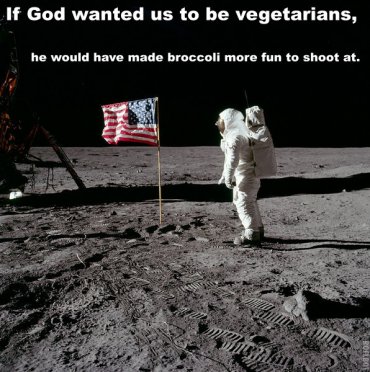 If God wanted us to be vegetarians,
he would have made broccoli more fun to shoot at.